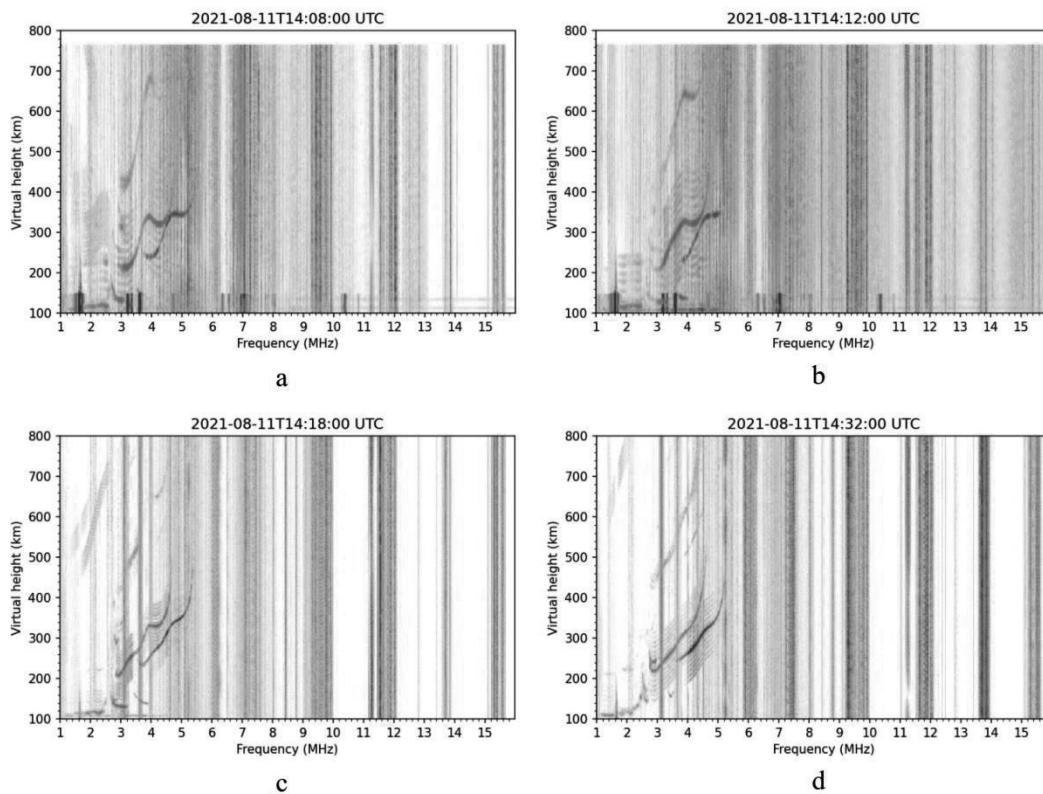 2021-08-11T14:08:00 UTC
800
700
600
500
400
300
200
100
Virtual height (km)
1 2 3 4 5 6 7 8 9 10 11 12 13 14 15
Frequency (MHz)
a
2021-08-11T14:12:00 UTC
800
700
600
500
400
300
200
100
Virtual height (km)
1 2 3 4 5 6 7 8 9 10 11 12 13 14 15
Frequency (MHz)
b
2021-08-11T14:18:00 UTC
800
700
600
500
400
300
200
100
Virtual height (km)
1 2 3 4 5 6 7 8 9 10 11 12 13 14 15
Frequency (MHz)
c
2021-08-11T14:32:00 UTC
800
700
600
500
400
300
200
100
Virtual height (km)
1 2 3 4 5 6 7 8 9 10 11 12 13 14 15
Frequency (MHz)
d